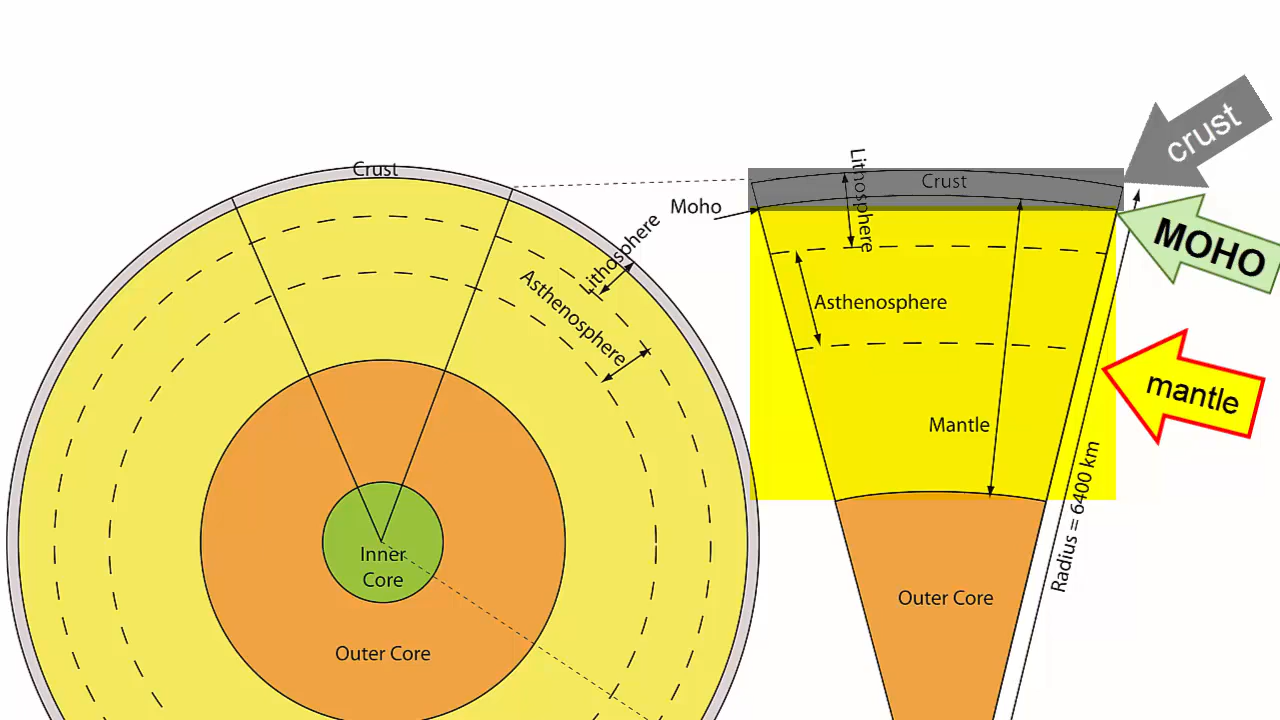 Crust
Lithosphere
Asthenosphere
Inner
Core
Outer Core
Moho
Lithosphere
Crust
Asthenosphere
Mantle
Outer Core
Radius = 6400 km
crust
MOHO
mantle